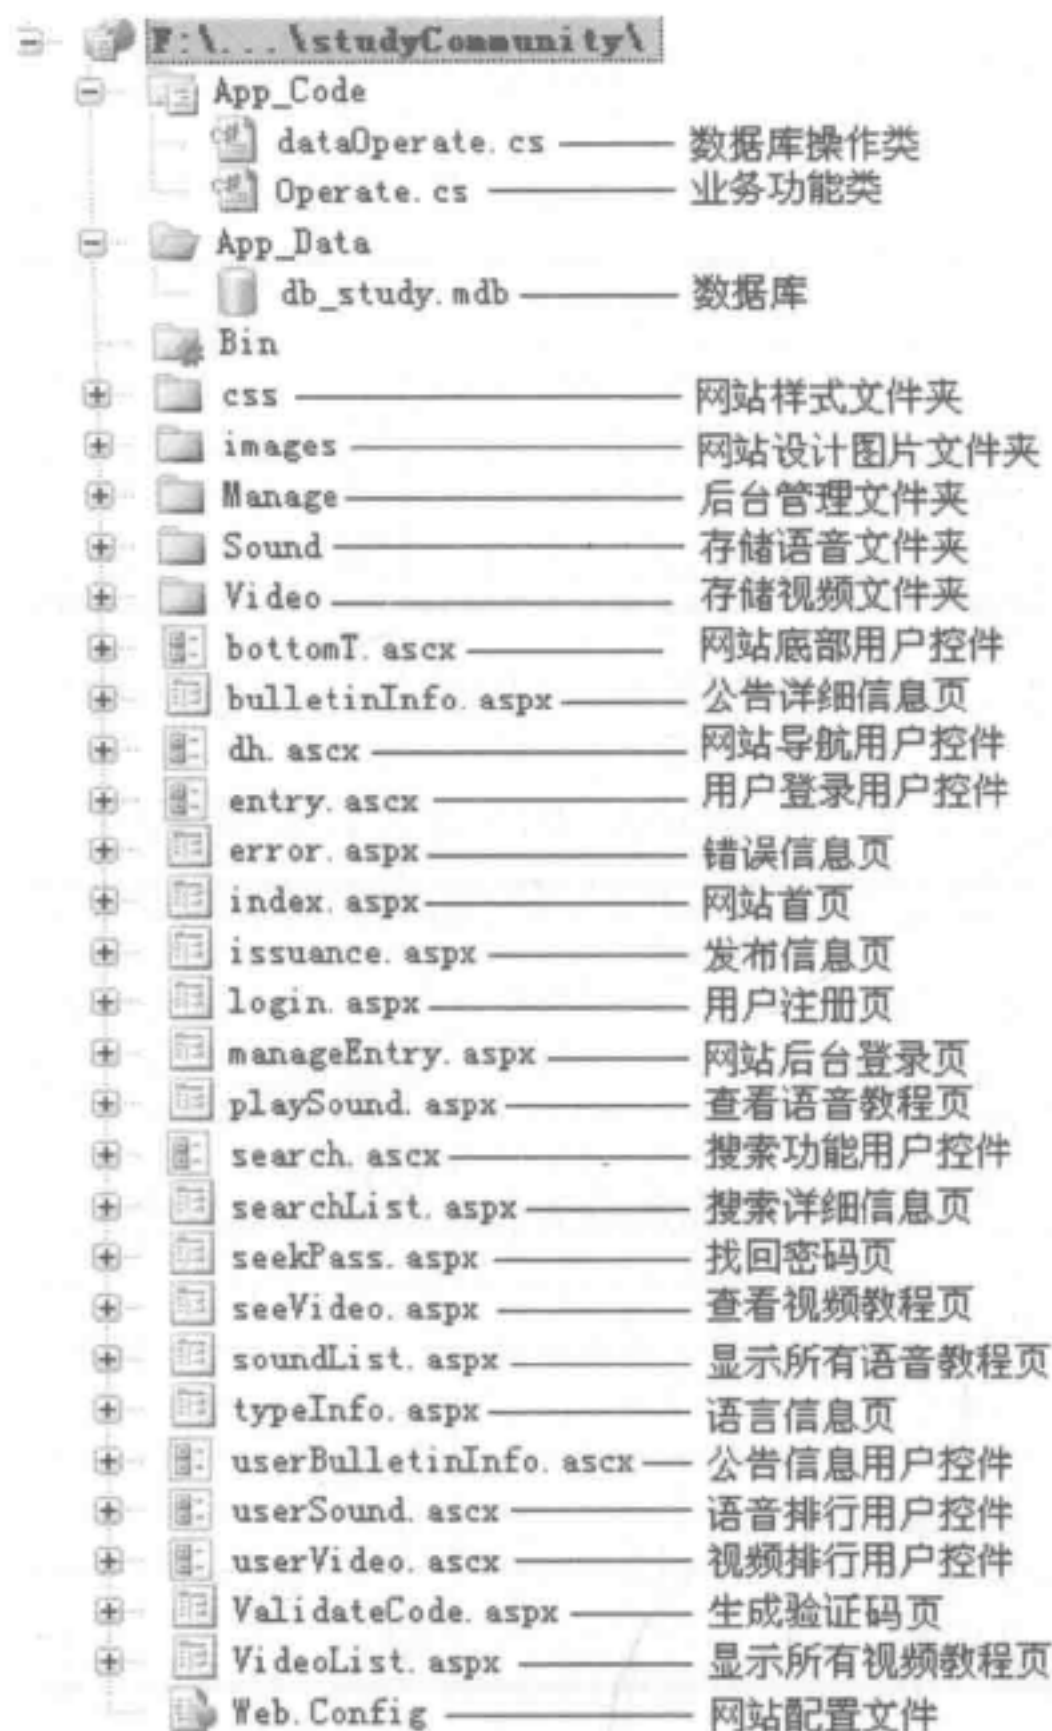 F:\...\studyCommunity\
App_Code
dataOperate.cs 数据库操作类
Operate.cs 业务功能类
App_Data
db_study.mdb 数据库
Bin
css 网站样式文件夹
images 网站设计图片文件夹
Manage 后台管理文件夹
Sound 存储语音文件夹
Video 存储视频文件夹
bottomT.ascx 网站底部用户控件
bulletinInfo.aspx 公告详细信息页
dh.ascx 网站导航用户控件
entry.ascx 用户登录用户控件
error.aspx 错误信息页
index.aspx 网站首页
issuance.aspx 发布信息页
login.aspx 用户注册页
manageEntry.aspx 网站后台登录页
playSound.aspx 查看语音教程页
search.ascx 搜索功能用户控件
searchList.aspx 搜索详细信息页
seekPass.aspx 找回密码页
seeVideo.aspx 查看视频教程页
soundList.aspx 显示所有语音教程页
typeInfo.aspx 语言信息页
userBulletinInfo.ascx 公告信息用户控件
userSound.ascx 语音排行用户控件
userVideo.ascx 视频排行用户控件
ValidateCode.aspx 生成验证码页
VideoList.aspx 显示所有视频教程页
Web.Config 网站配置文件